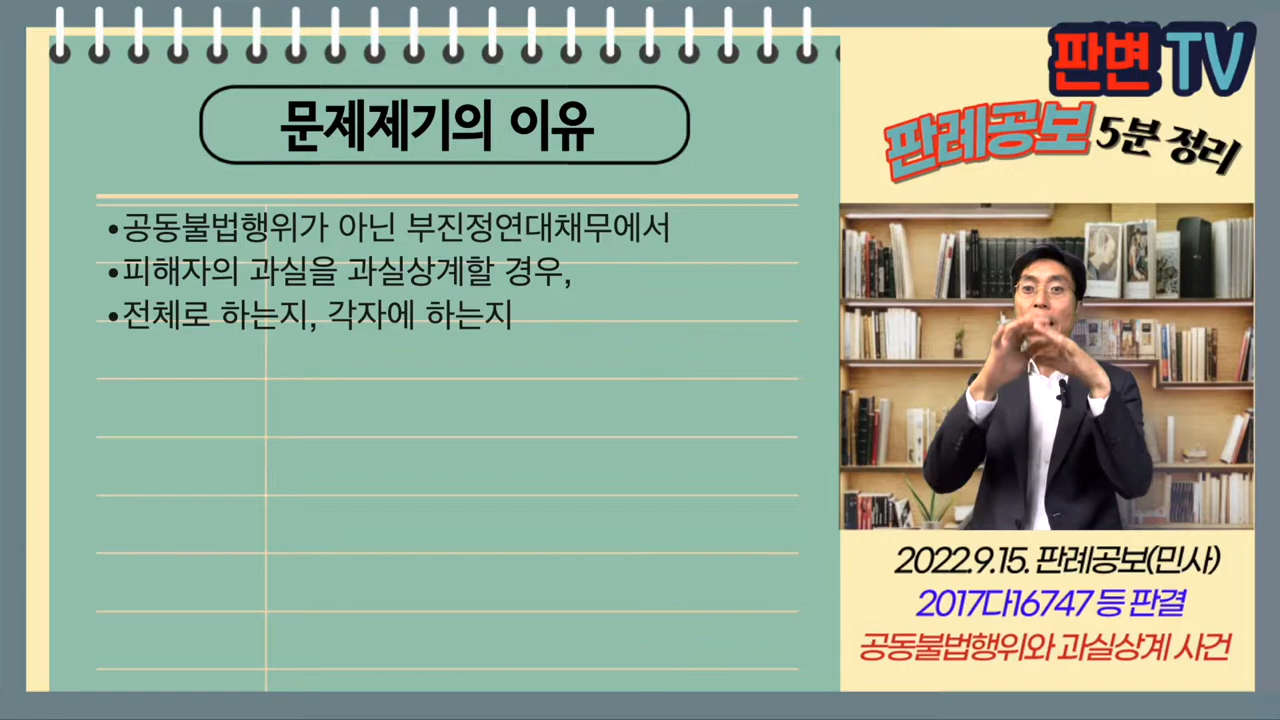 문제제기의 이유
•공동불법행위가 아닌 부진정연대채무에서
•피해자의 과실을 과실상계할 경우,
•전체로 하는지, 각자에 하는지
판변 TV
판례공보 5분 정리
2022.9.15. 판례공보(민사)
2017다16747 등 판결
공동불법행위와 과실상계 사건